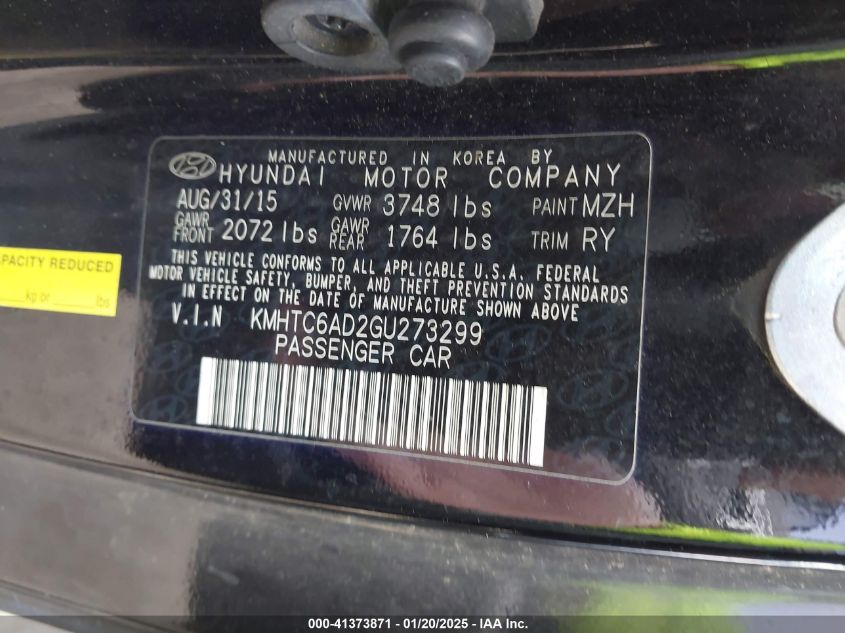 MANUFACTURED IN KOREA BY
HYUNDAI MOTOR COMPANY
AUG/31/15 GVWR 3748 lbs PAINT MZH
GAWR FRONT 2072 lbs GAWR REAR 1764 lbs TRIM RY
THIS VEHICLE CONFORMS TO ALL APPLICABLE U.S.A. FEDERAL
MOTOR VEHICLE SAFETY, BUMPER, AND THEFT PREVENTION STANDARDS
IN EFFECT ON THE DATE OF MANUFACTURE SHOWN ABOVE
V.I.N KMHTC6AD2GU273299
PASSENGER CAR
REDUCED
kg or lbs
000-41373871 | 01/20/2025 | IAA Inc.